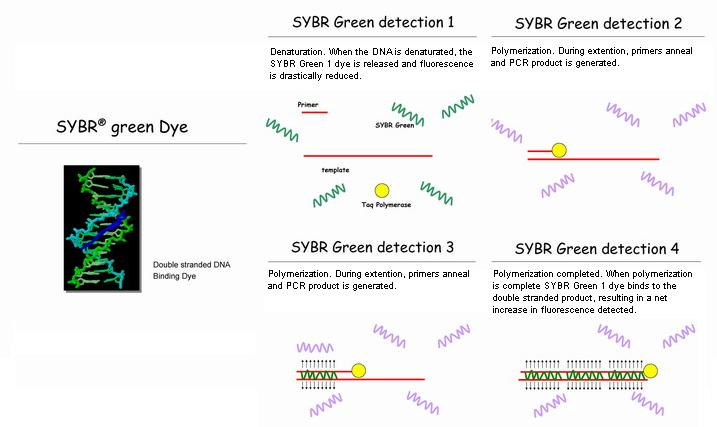 SYBR® green Dye
Double stranded DNA
Binding Dye
SYBR Green detection 1
Denaturation. When the DNA is denatured, the
SYBR Green 1 dye is released and fluorescence
is drastically reduced.
Primer
SYBR Green
template
Taq Polymerase
SYBR Green detection 2
Polymerization. During extention, primers anneal
and PCR product is generated.
SYBR Green detection 3
Polymerization. During extention, primers anneal
and PCR product is generated.
SYBR Green detection 4
Polymerization completed. When polymerization
is complete SYBR Green 1 dye binds to the
double stranded product, resulting in a net
increase in fluorescence detected.